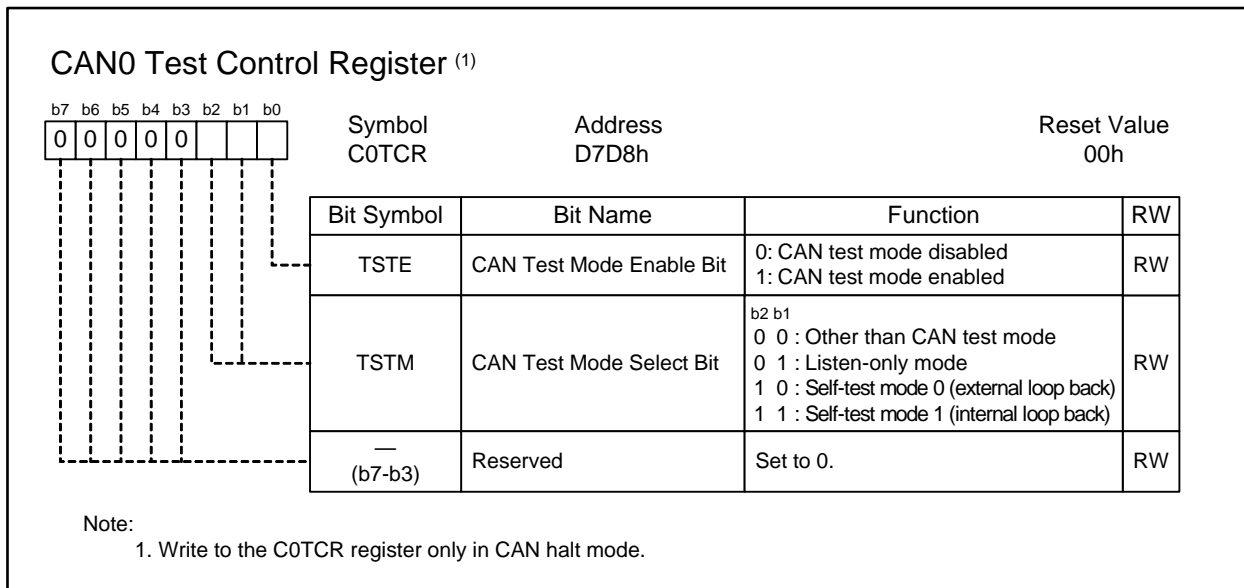 CAN0 Test Control Register (1)
b7 b6 b5 b4 b3 b2 b1 b0
0 0 0 0 0
Symbol Address Reset Value
C0TCR D7D8h 00h
Bit Symbol Bit Name Function RW
TSTE CAN Test Mode Enable Bit 0: CAN test mode disabled
1: CAN test mode enabled RW
TSTM CAN Test Mode Select Bit b2 b1
0 0 : Other than CAN test mode
0 1 : Listen-only mode
1 0 : Self-test mode 0 (external loop back)
1 1 : Self-test mode 1 (internal loop back) RW
—
(b7-b3) Reserved Set to 0. RW
Note:
1. Write to the C0TCR register only in CAN halt mode.